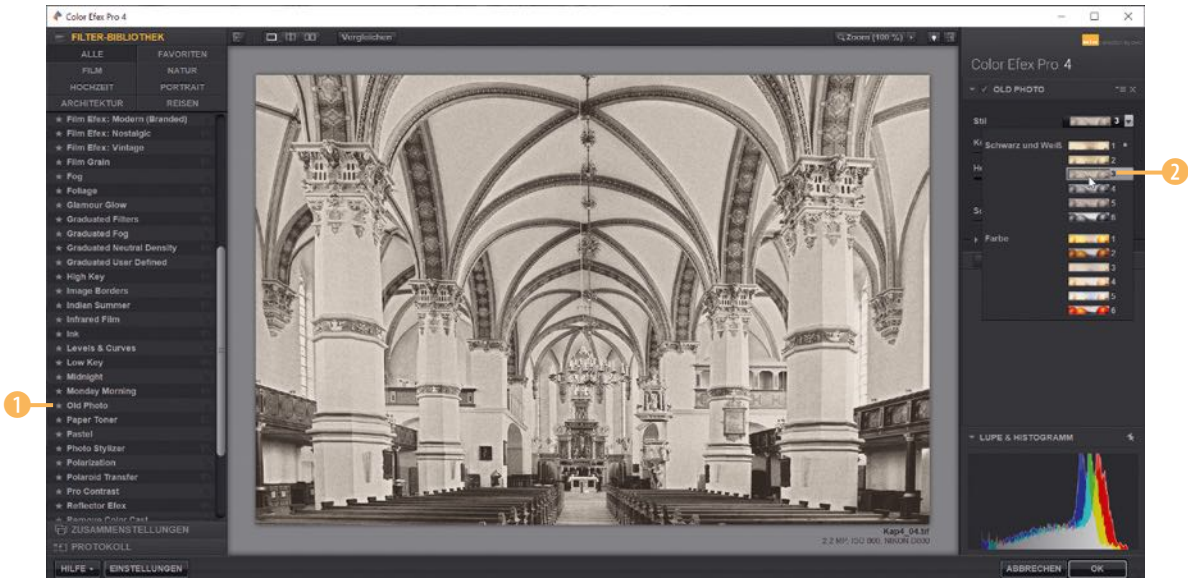 Color Efex Pro 4
FILTER-BIBLIOTHEK
ALLE FAVORITEN
FILM NATUR
HOCHZEIT PORTRAIT
ARCHITEKTUR REISEN
Film Efex: Modern (Branded)
Film Efex: Nostalgic
Film Efex: Vintage
Film Grain
Fog
Foliage
Glamour Glow
Graduated Filters
Graduated Fog
Graduated Neutral Density
Graduated User Defined
High Key
Image Borders
Indian Summer
Infrared Film
Ink
Levels & Curves
Low Key
Midnight
Monday Morning
1
Old Photo
Paper Toner
Pastel
Photo Stylizer
Polarization
Polaroid Transfer
Pro Contrast
Reflector Efex
Remove Color Cast
ZUSAMMENSTELLUNGEN
PROTOKOLL
HILFE
EINSTELLUNGEN
Vergleichen
Zoom (100 %)
Kap4_04.tif
Color Efex Pro 4
OLD PHOTO
Stil 3
Schwarz und Weiß 1
2
3
2
4
5
6
Farbe 1
2
3
4
5
6
LUPE & HISTOGRAMM
ABBRECHEN
OK